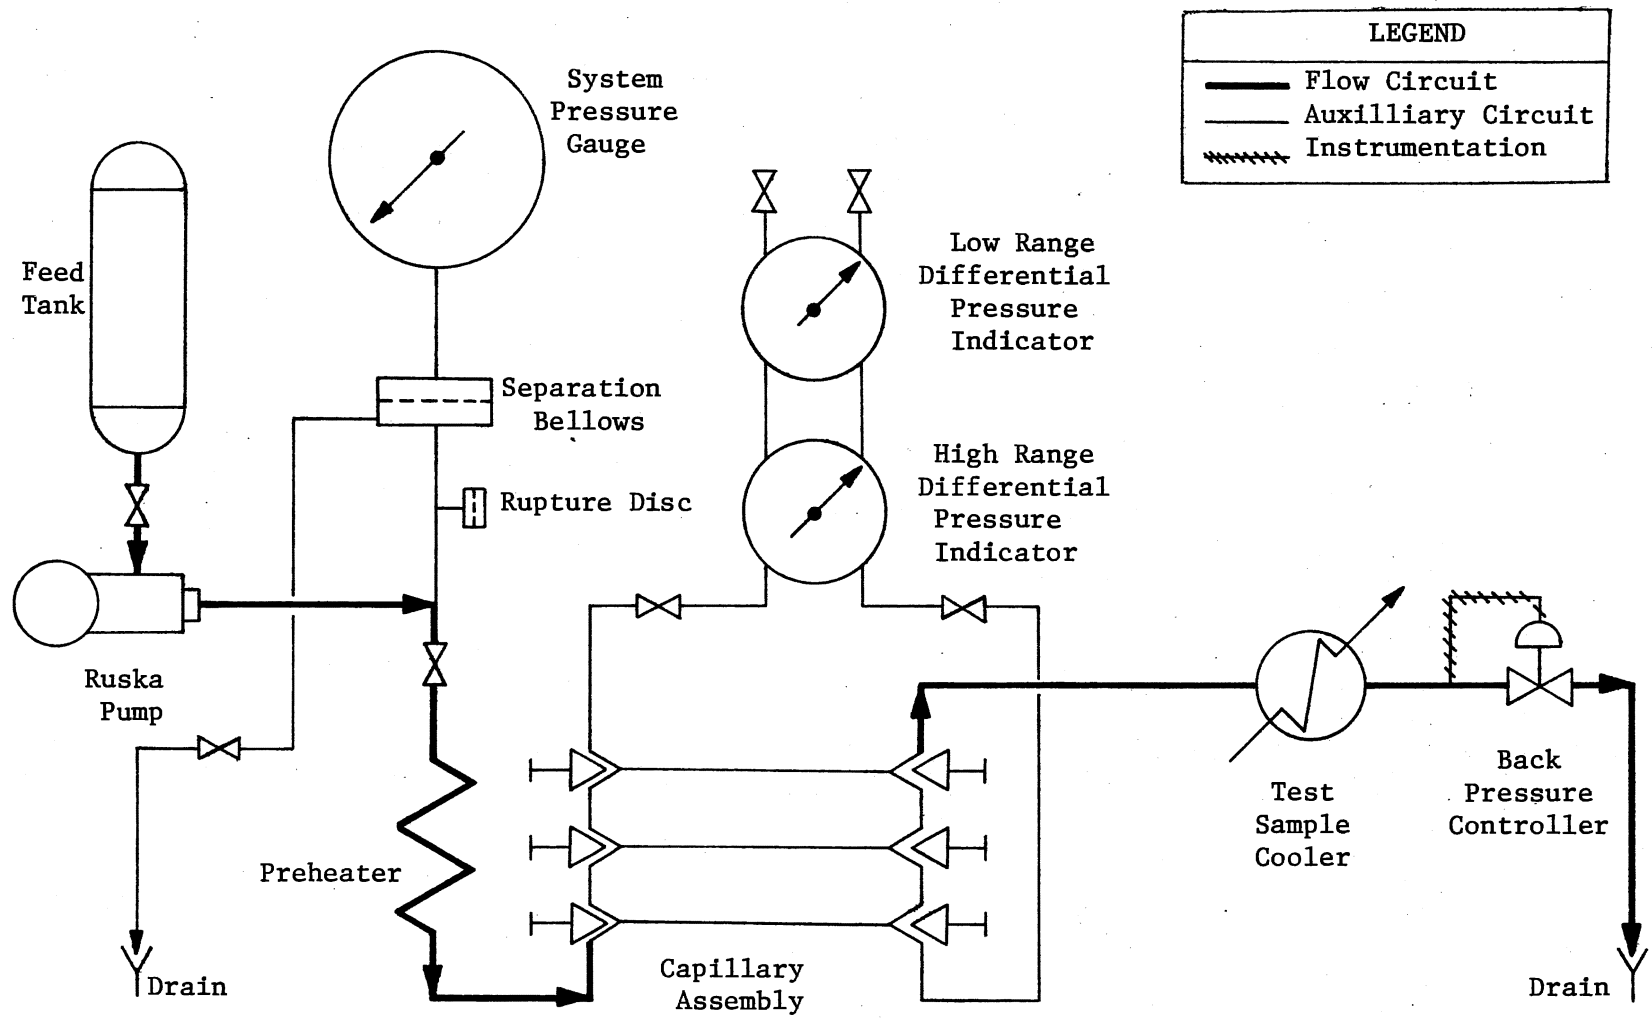 LEGEND
Flow Circuit
Auxilliary Circuit
Instrumentation
System
Pressure
Gauge
Feed
Tank
Low Range
Differential
Pressure
Indicator
Separation
Bellows
High Range
Differential
Pressure
Indicator
Rupture Disc
Ruska
Pump
Preheater
Test
Sample
Cooler
Back
Pressure
Controller
Capillary
Assembly
Drain
Drain